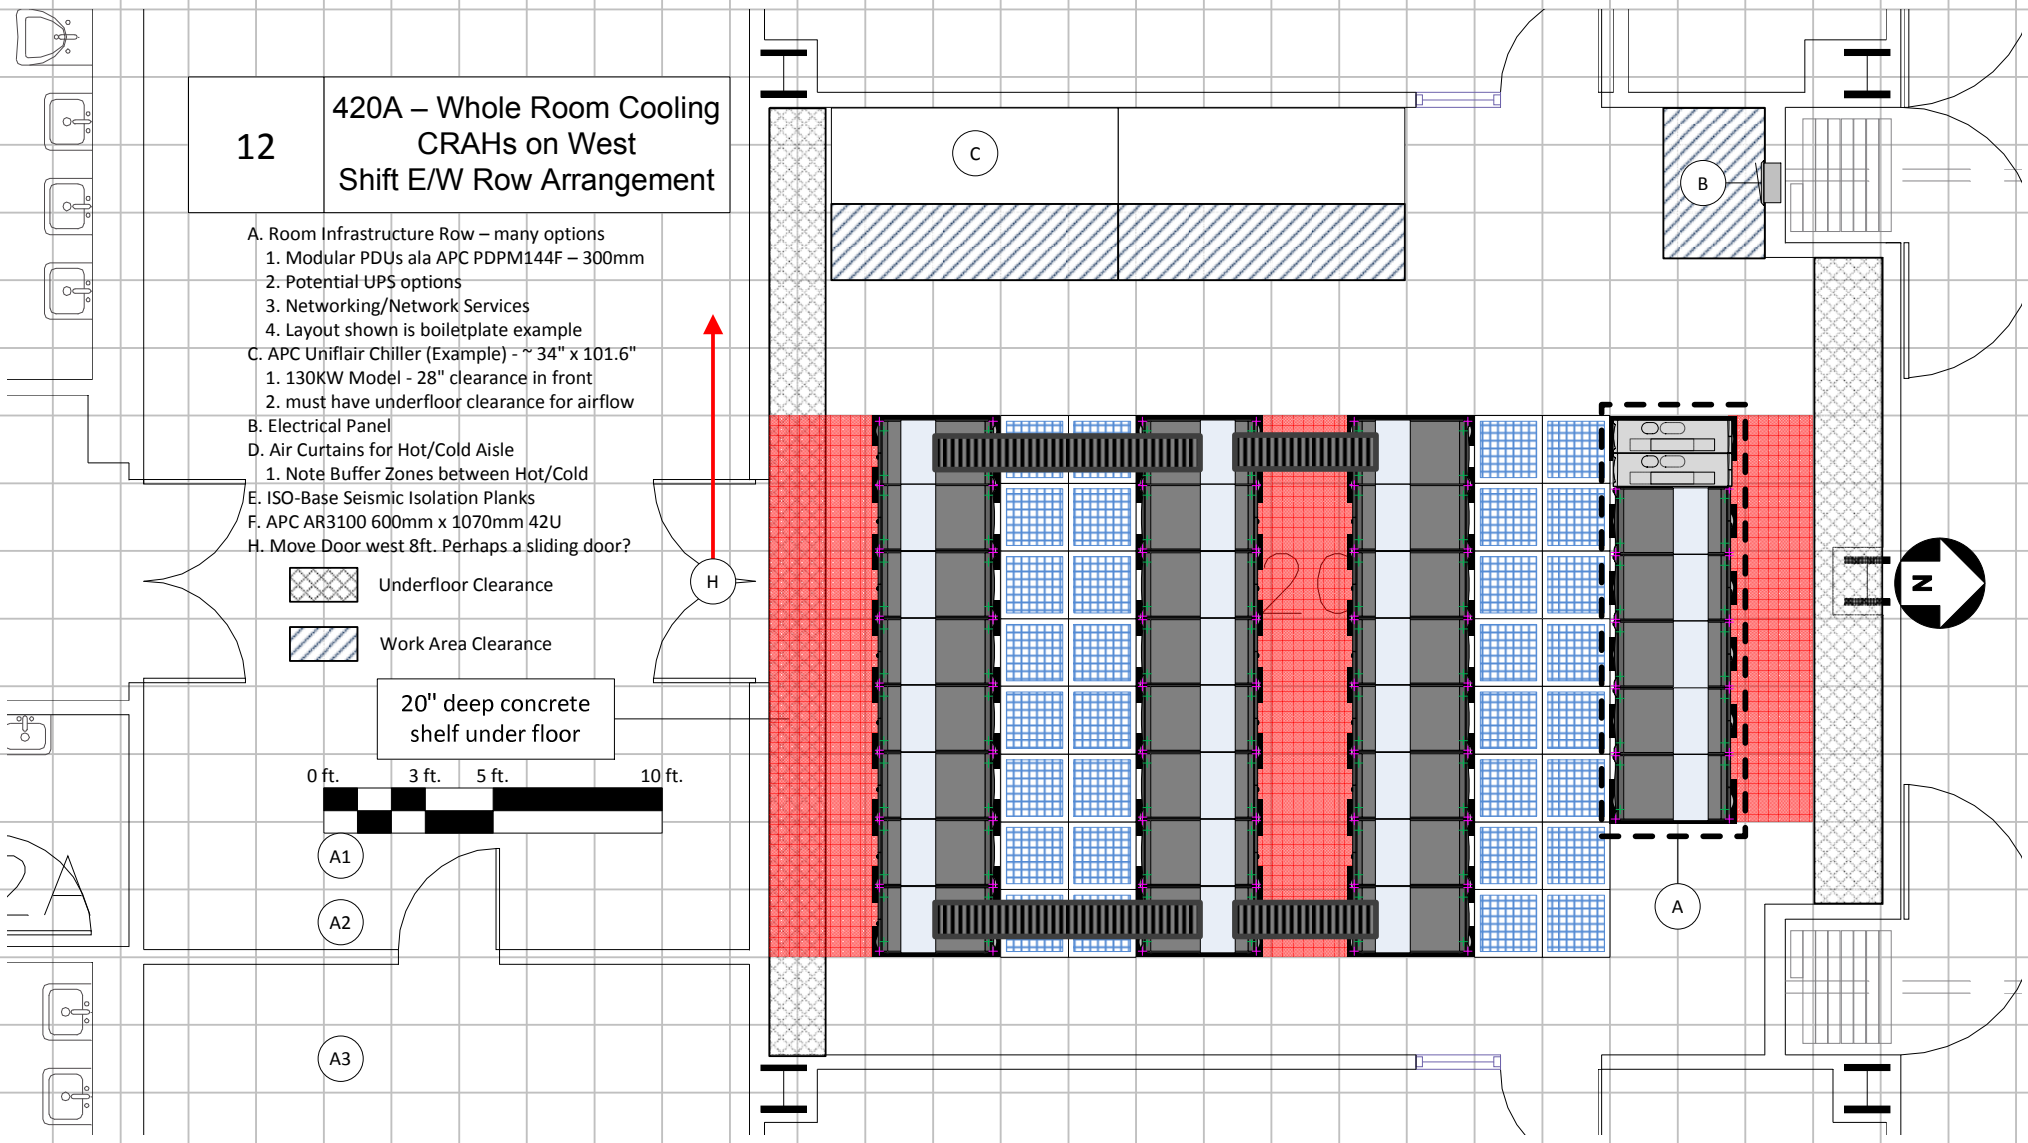 12
420A – Whole Room Cooling
CRAHs on West
Shift E/W Row Arrangement
A. Room Infrastructure Row – many options
1. Modular PDUs ala APC PDPM144F – 300mm
2. Potential UPS options
3. Networking/Network Services
4. Layout shown is boiletplate example
C. APC Uniflair Chiller (Example) - ~ 34" x 101.6"
1. 130KW Model - 28" clearance in front
2. must have underfloor clearance for airflow
B. Electrical Panel
D. Air Curtains for Hot/Cold Aisle
1. Note Buffer Zones between Hot/Cold
E. ISO-Base Seismic Isolation Planks
F. APC AR3100 600mm x 1070mm 42U
H. Move Door west 8ft. Perhaps a sliding door?
Underfloor Clearance
Work Area Clearance
20" deep concrete
shelf under floor
0 ft. 3 ft. 5 ft. 10 ft.
A1
A2
A3
2A
H
C
B
20
N
A